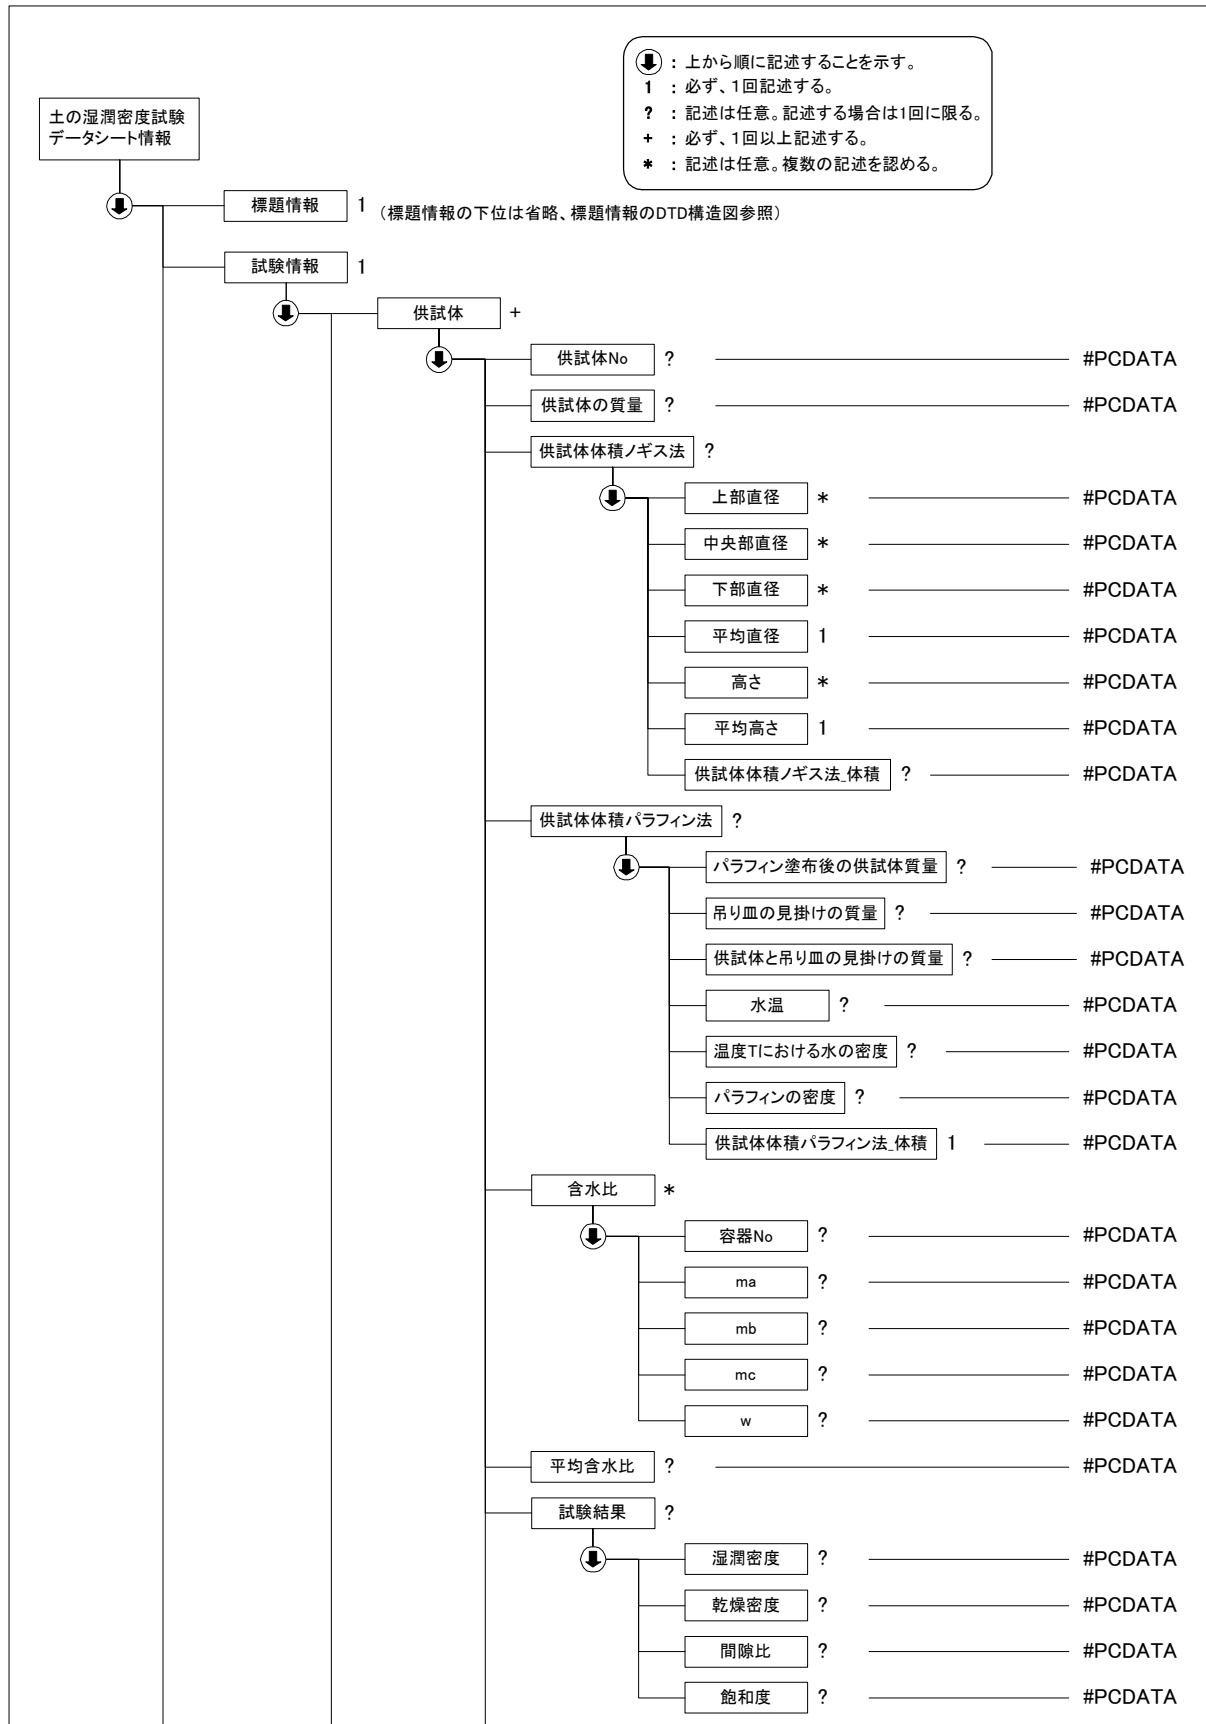 ： 上から順に記述することを示す。
1 ： 必ず、1回記述する。
? ： 記述は任意。記述する場合は1回に限る。
+ ： 必ず、1回以上記述する。
* ： 記述は任意。複数の記述を認める。
土の湿潤密度試験
データシート情報
標題情報 1 （標題情報の下位は省略、標題情報のDTD構造図参照）
試験情報 1
供試体 +
供試体No ? #PCDATA
供試体の質量 ? #PCDATA
供試体体積ノギス法 ?
上部直径 * #PCDATA
中央部直径 * #PCDATA
下部直径 * #PCDATA
平均直径 1 #PCDATA
高さ * #PCDATA
平均高さ 1 #PCDATA
供試体体積ノギス法_体積 ? #PCDATA
供試体体積パラフィン法 ?
パラフィン塗布後の供試体質量 ? #PCDATA
吊り皿の見掛けの質量 ? #PCDATA
供試体と吊り皿の見掛けの質量 ? #PCDATA
水温 ? #PCDATA
温度Tにおける水の密度 ? #PCDATA
パラフィンの密度 ? #PCDATA
供試体体積パラフィン法_体積 1 #PCDATA
含水比 *
容器No ? #PCDATA
ma ? #PCDATA
mb ? #PCDATA
mc ? #PCDATA
w ? #PCDATA
平均含水比 ? #PCDATA
試験結果 ?
湿潤密度 ? #PCDATA
乾燥密度 ? #PCDATA
間隙比 ? #PCDATA
飽和度 ? #PCDATA